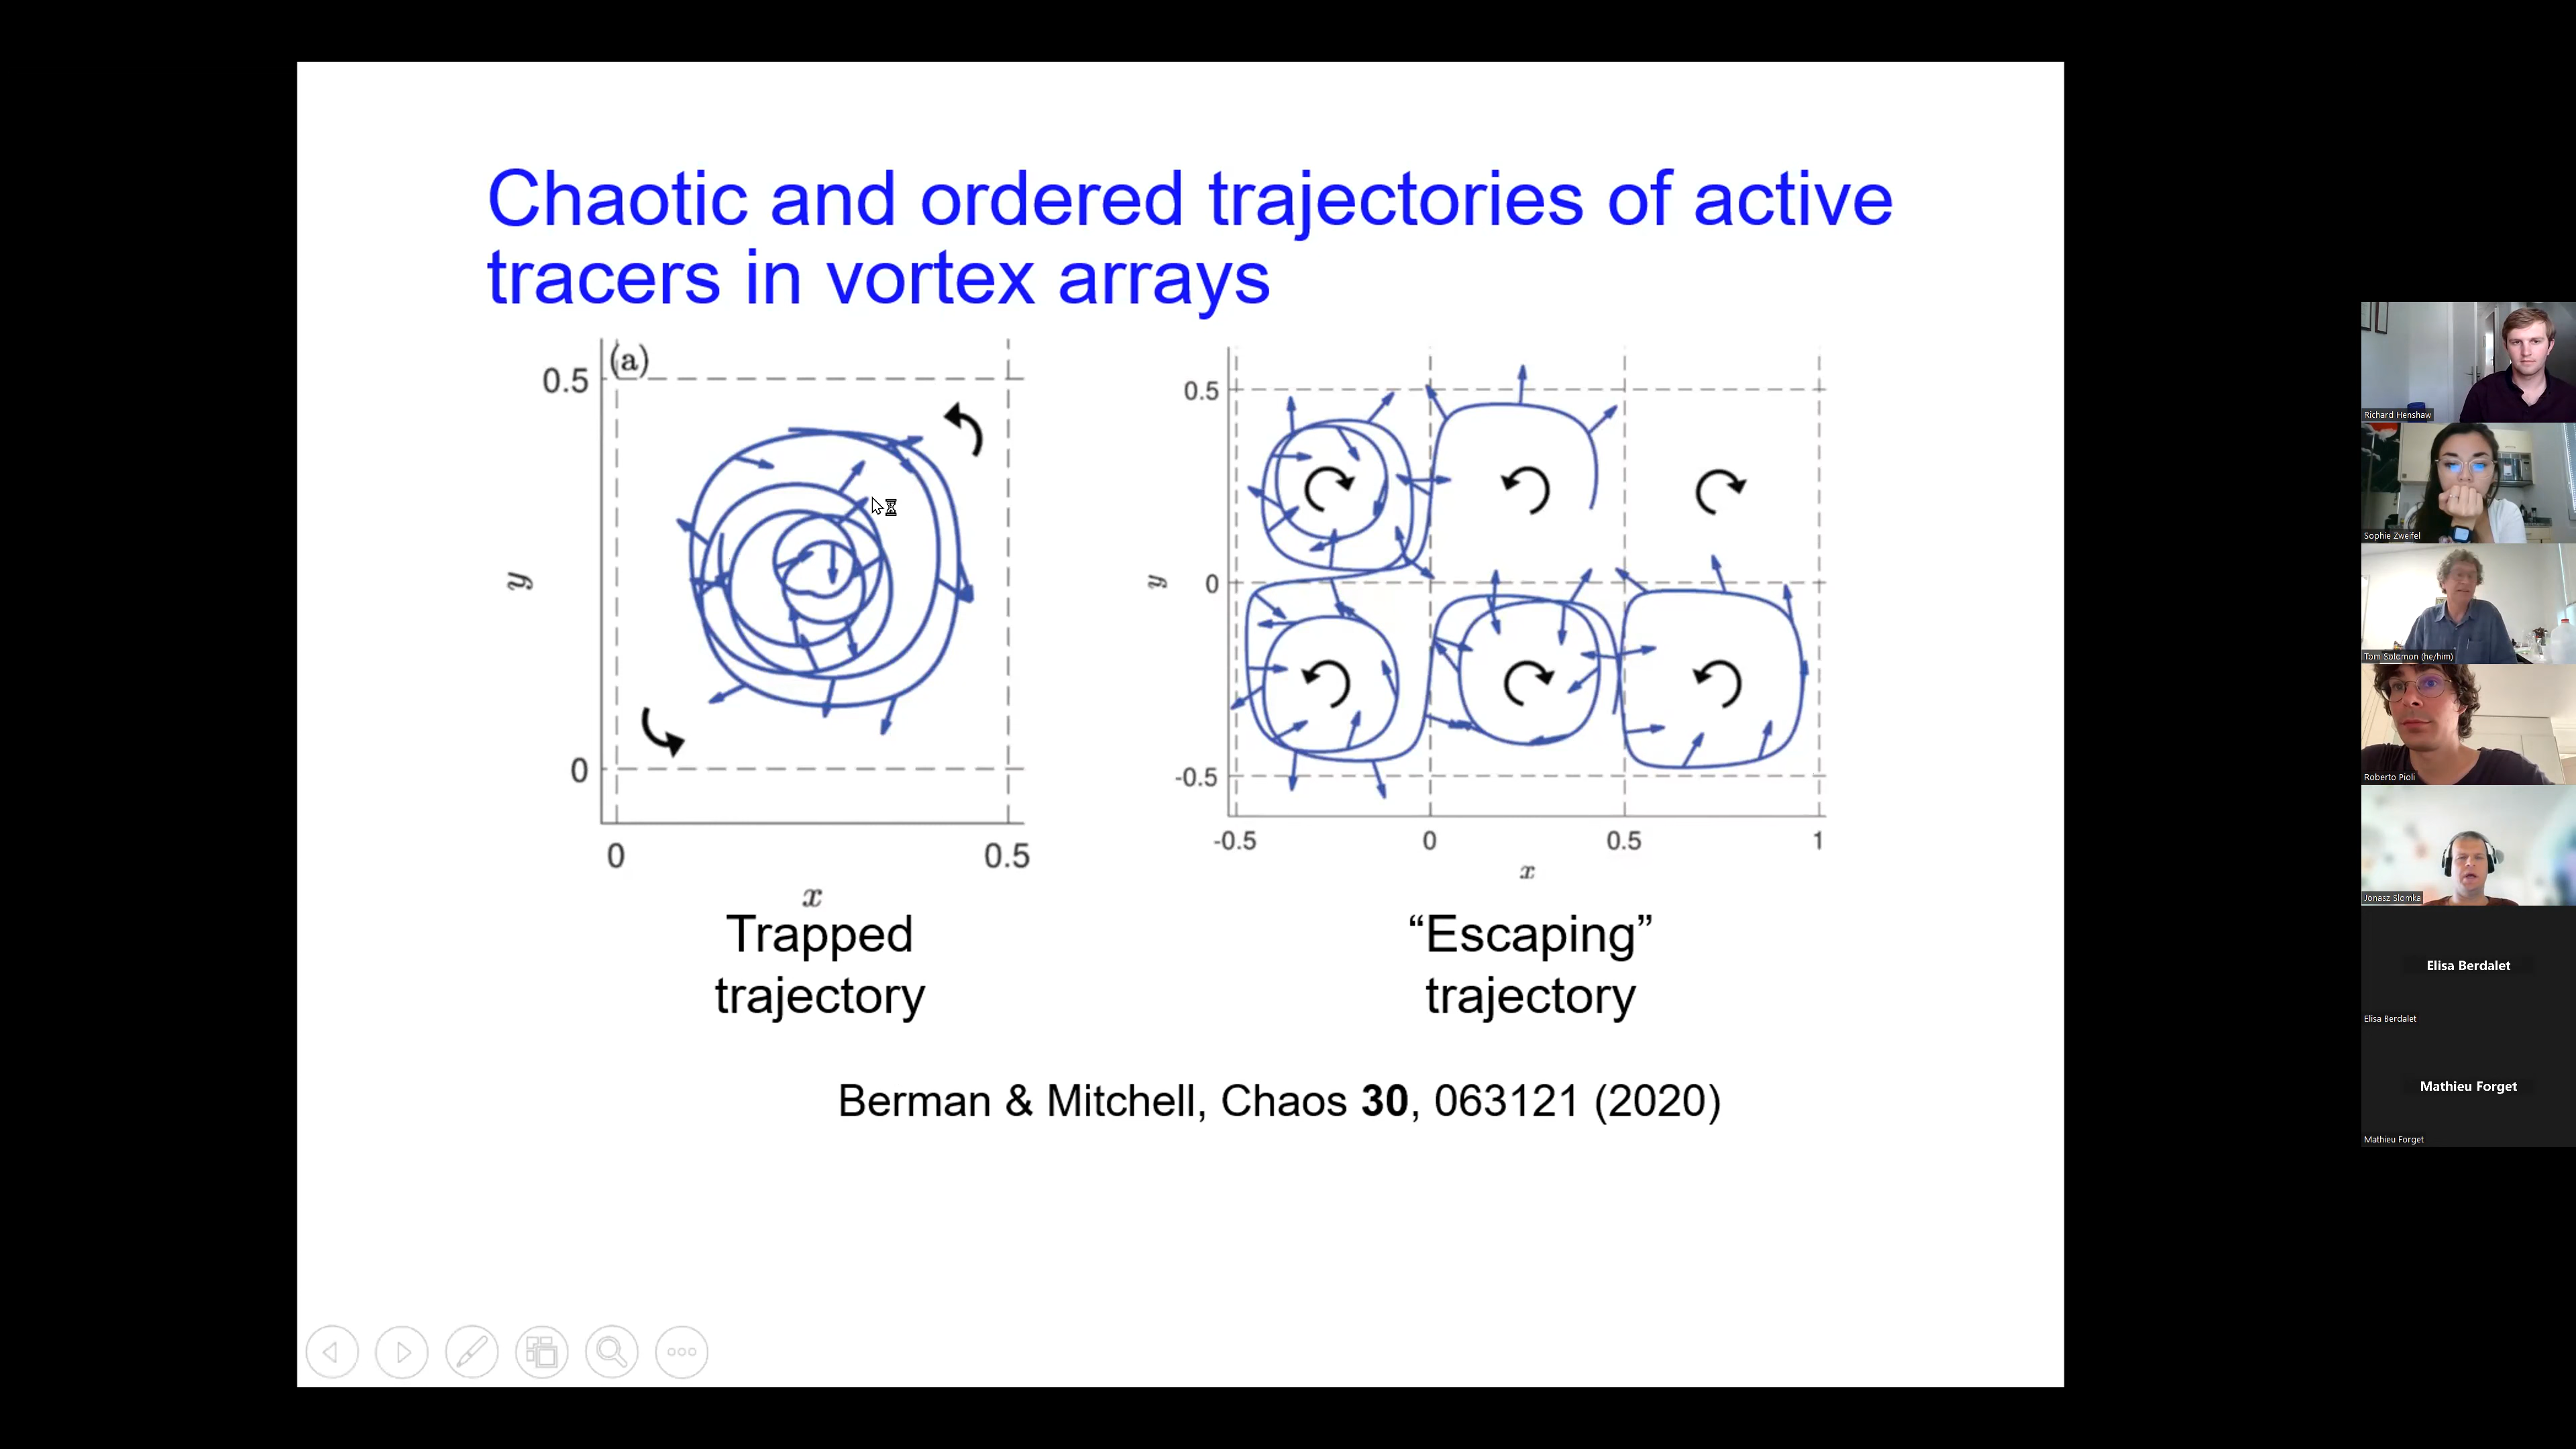 Chaotic and ordered trajectories of active
tracers in vortex arrays
(a)
0.5
y
0
0
0.5
x
Trapped
trajectory
0.5
y
0
-0.5
-0.5
0
0.5
1
x
“Escaping”
trajectory
Berman & Mitchell, Chaos 30, 063121 (2020)
Richard Henshaw
Sophie Zweifel
Tom Solomon (he/him)
Roberto Pioli
Jonasz Slomka
Elisa Berdalet
Elisa Berdalet
Mathieu Forget
Mathieu Forget